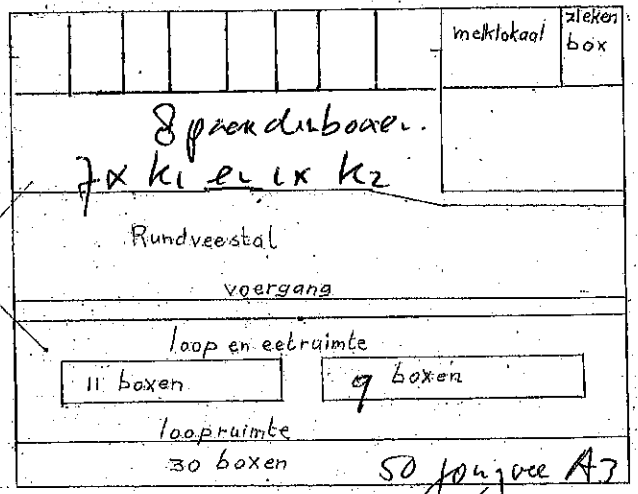 melklokaal
zieken
box
8 paardenboxen.
7x k1 en 1x k2
Rundveestal
voergang
loop en eetruimte
11 boxen
9 boxen
loopruimte
30 boxen
50 jongvee A3